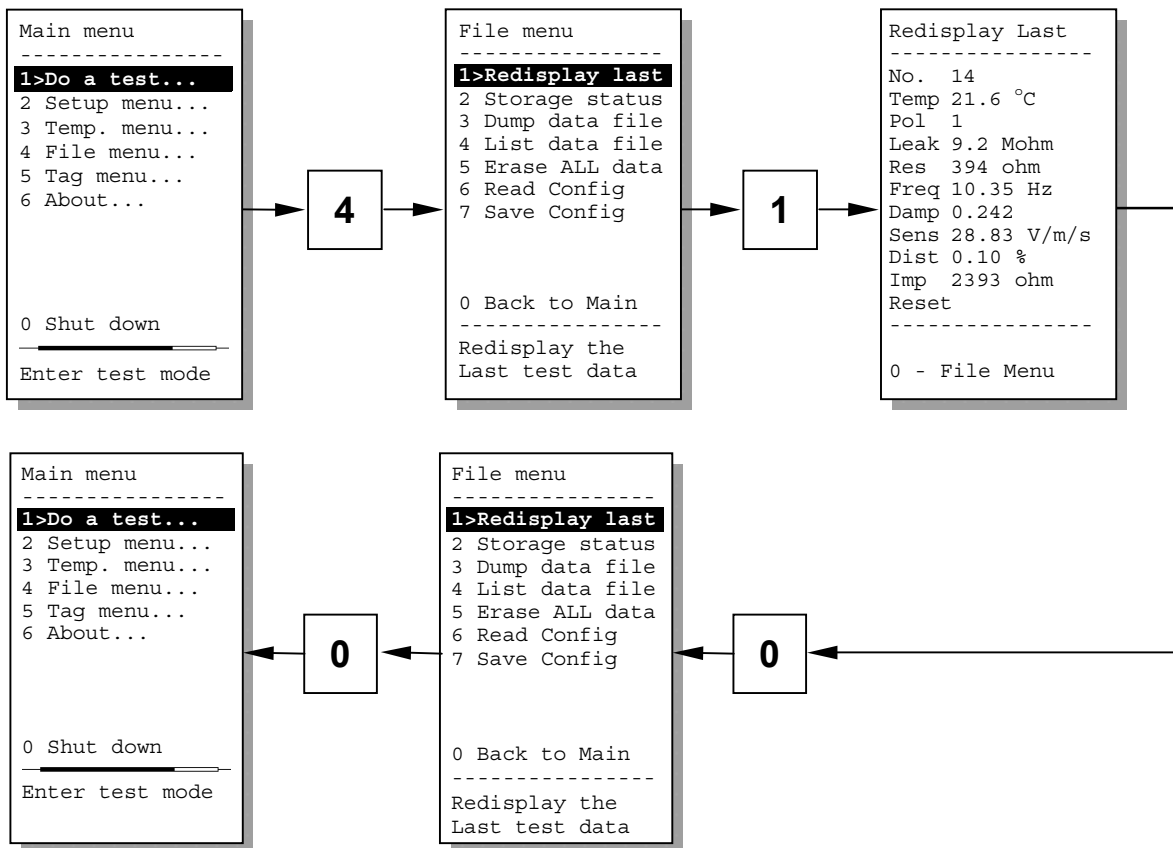 Main menu
----------------
1>Do a test...
2 Setup menu...
3 Temp. menu...
4 File menu...
5 Tag menu...
6 About...
0 Shut down
Enter test mode
4
File menu
----------------
1>Redisplay last
2 Storage status
3 Dump data file
4 List data file
5 Erase ALL data
6 Read Config
7 Save Config
0 Back to Main
----------------
Redisplay the
Last test data
1
Redisplay Last
----------------
No. 14
Temp 21.6 °C
Pol 1
Leak 9.2 Mohm
Res 394 ohm
Freq 10.35 Hz
Damp 0.242
Sens 28.83 V/m/s
Dist 0.10 %
Imp 2393 ohm
Reset
----------------
0 - File Menu
Main menu
----------------
1>Do a test...
2 Setup menu...
3 Temp. menu...
4 File menu...
5 Tag menu...
6 About...
0 Shut down
Enter test mode
0
File menu
----------------
1>Redisplay last
2 Storage status
3 Dump data file
4 List data file
5 Erase ALL data
6 Read Config
7 Save Config
0 Back to Main
----------------
Redisplay the
Last test data
0